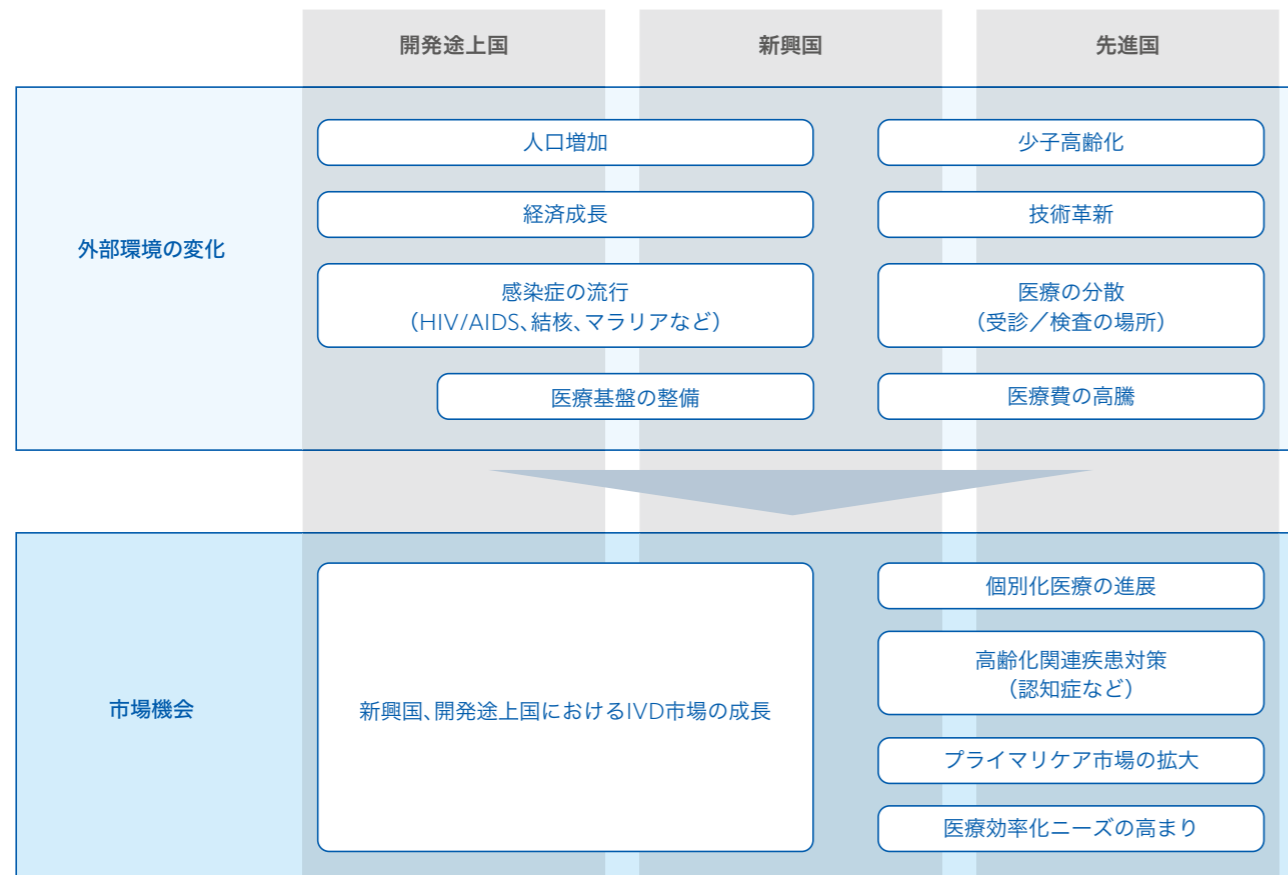 開発途上国
新興国
先進国
外部環境の変化
人口増加
経済成長
感染症の流行
（HIV/AIDS、結核、マラリアなど）
医療基盤の整備
少子高齢化
技術革新
医療の分散
（受診／検査の場所）
医療費の高騰
市場機会
新興国、開発途上国におけるIVD市場の成長
個別化医療の進展
高齢化関連疾患対策
（認知症など）
プライマリケア市場の拡大
医療効率化ニーズの高まり